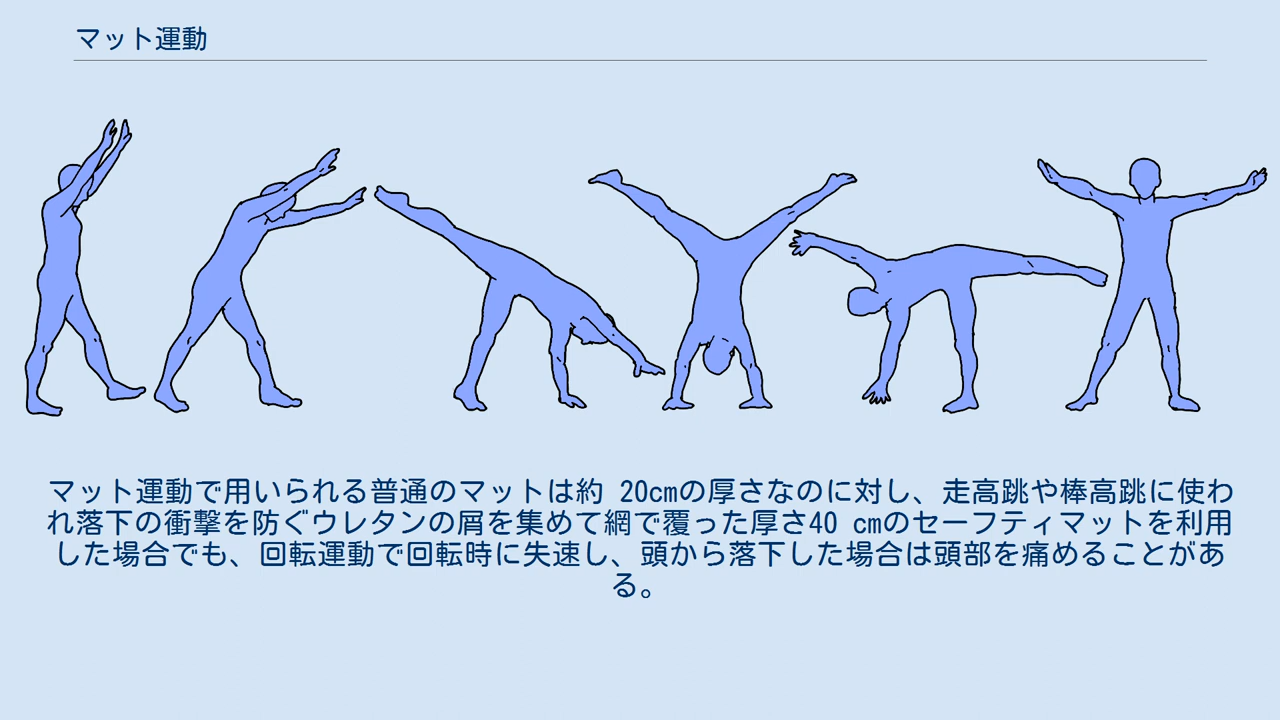 マット運動
マット運動で用いられる普通のマットは約 20cmの厚さなのに対し、走高跳や棒高跳に使わ
れ落下の衝撃を防ぐウレタンの屑を集めて網で覆った厚さ40 cmのセーフティマットを利用
した場合でも、回転運動で回転時に失速し、頭から落下した場合は頭部を痛めることがあ
る。